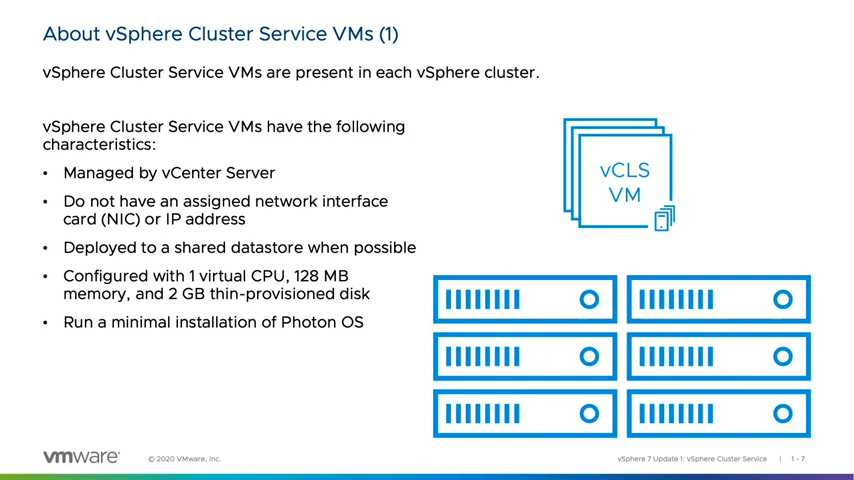 About vSphere Cluster Service VMs (1)
vSphere Cluster Service VMs are present in each vSphere cluster.
vSphere Cluster Service VMs have the following
characteristics:
• Managed by vCenter Server
• Do not have an assigned network interface
card (NIC) or IP address
• Deployed to a shared datastore when possible
• Configured with 1 virtual CPU, 128 MB
memory, and 2 GB thin-provisioned disk
• Run a minimal installation of Photon OS
vCLS
VM
vmware®
© 2020 VMware, Inc.
vSphere 7 Update 1: vSphere Cluster Service | 1 - 7